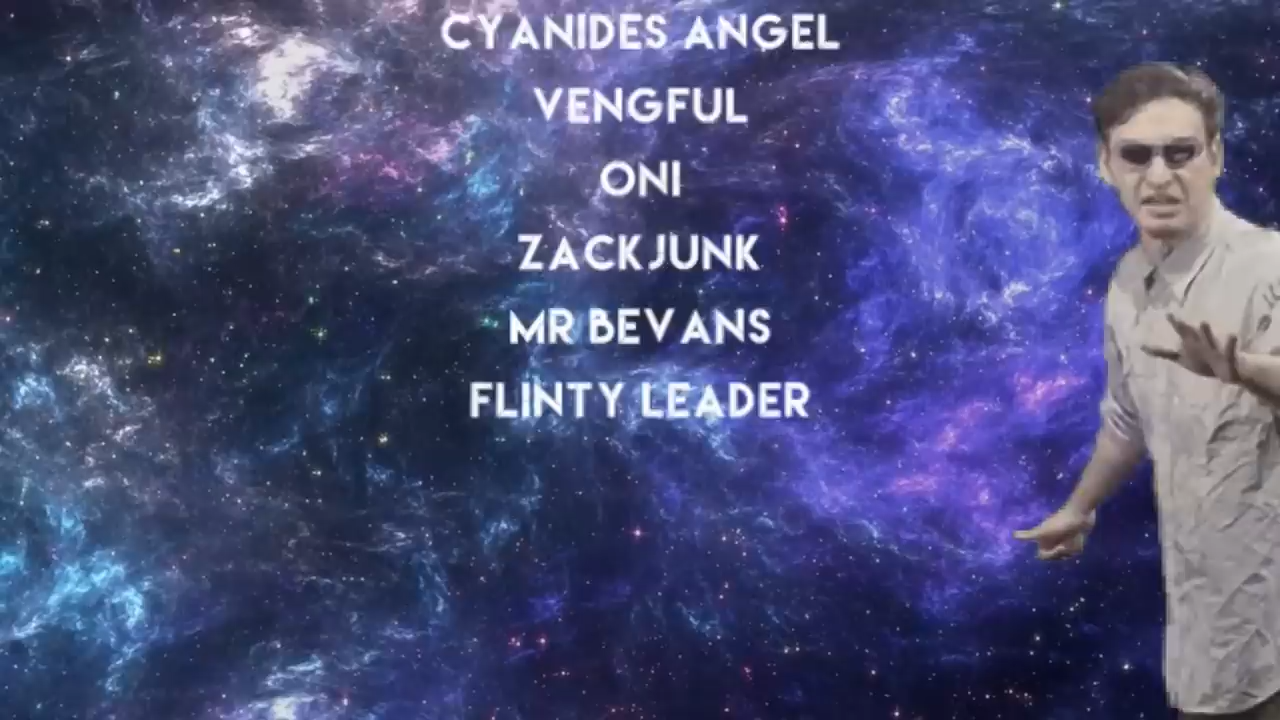 CYANIDES ANGEL
VENGFUL
ONI
ZACKJUNK
MR BEVANS
FLINTY LEADER